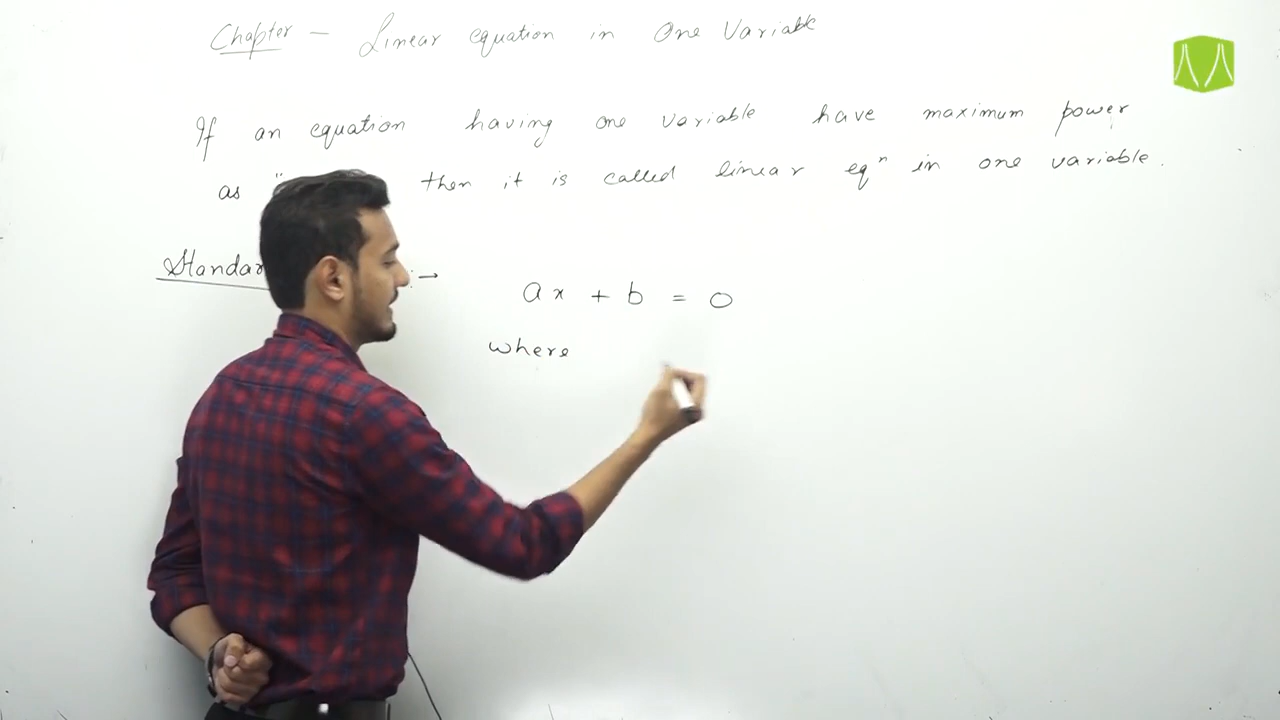 Chapter - Linear equation in One Variable
If an equation having one variable have maximum power
as " then it is called linear eqⁿ in one variable.
Standar : →
ax + b = 0
where